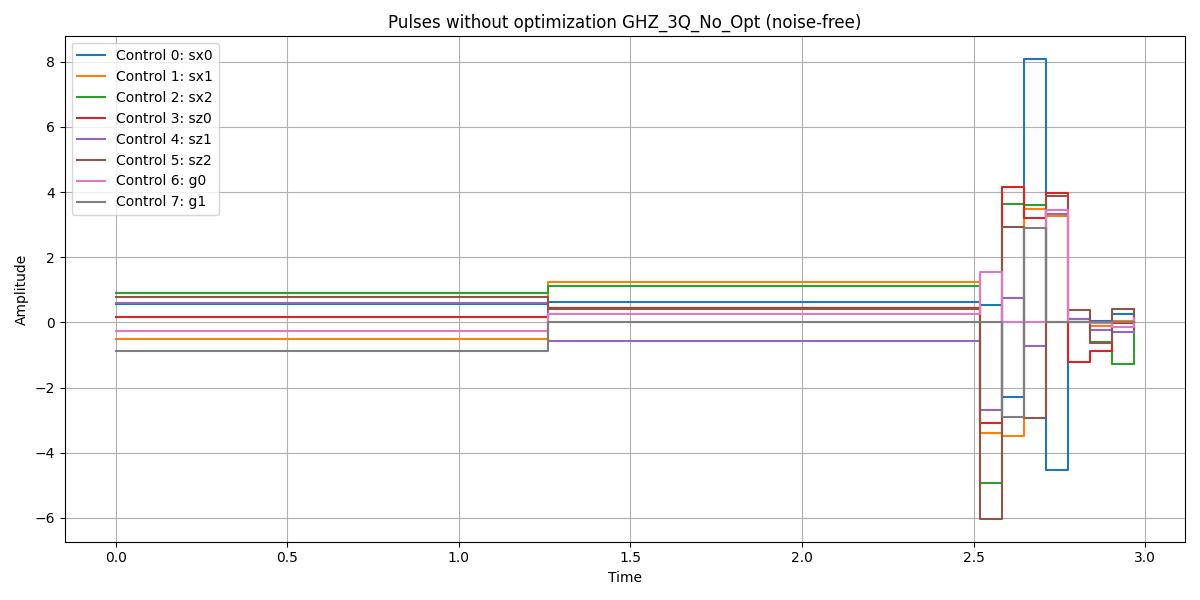 Pulses without optimization GHZ_3Q_No_Opt (noise-free)
Control 0: sx0
Control 1: sx1
Control 2: sx2
Control 3: sz0
Control 4: sz1
Control 5: sz2
Control 6: g0
Control 7: g1
Amplitude
8
6
4
2
0
−2
−4
−6
0.0 0.5 1.0 1.5 2.0 2.5 3.0
Time